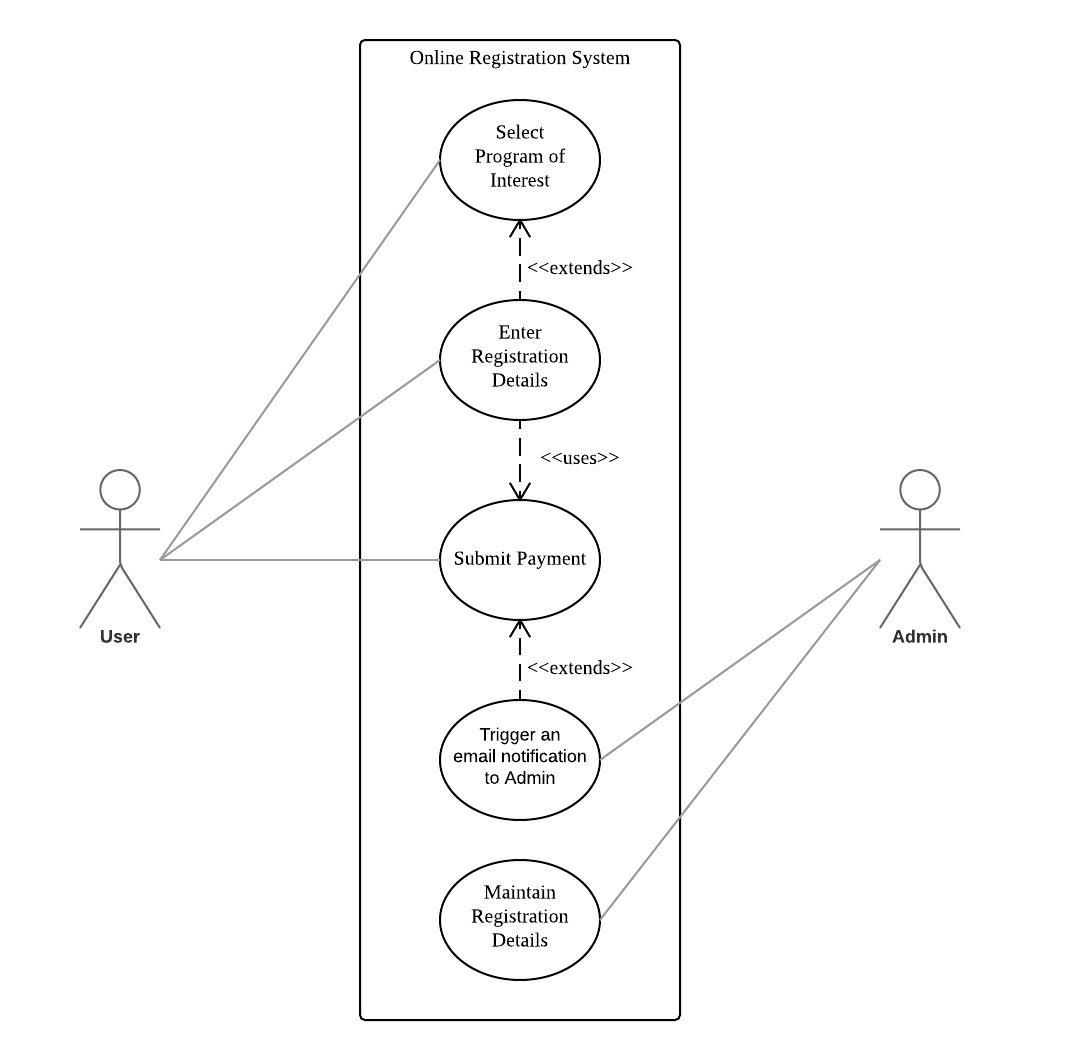 Online Registration System
Select
Program of
Interest
<<extends>>
Enter
Registration
Details
<<uses>>
Submit Payment
User
Admin
<<extends>>
Trigger an
email notification
to Admin
Maintain
Registration
Details